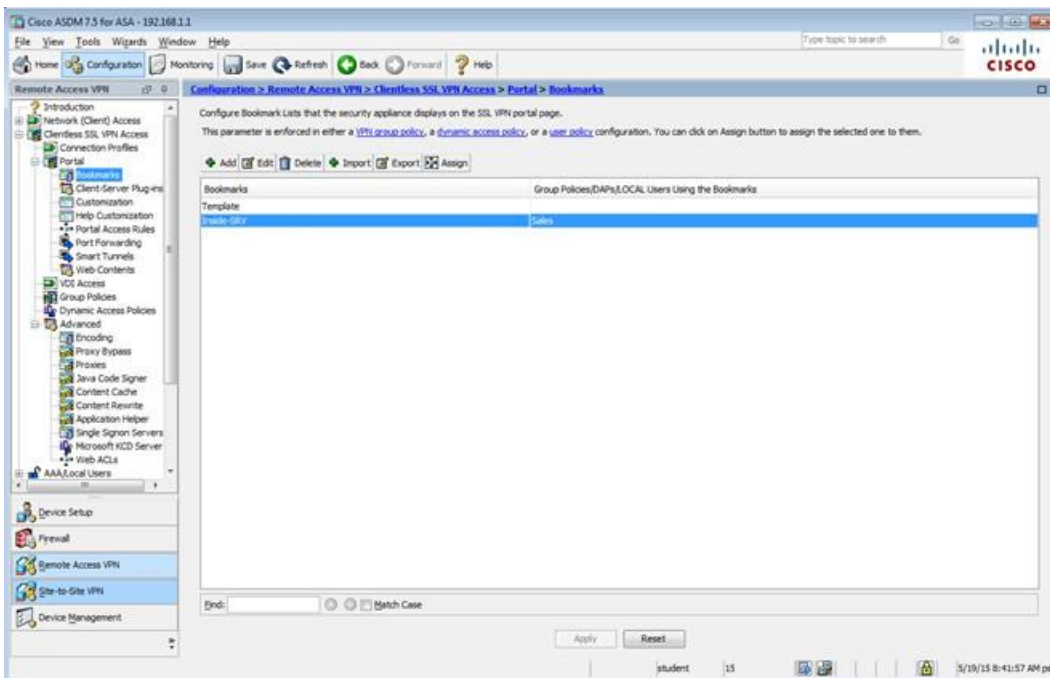 Cisco ASDM 7.5 for ASA - 192.168.1.1
File View Tools Wizards Window Help
Type topic to search Go
Home Configuration Monitoring Save Refresh Back Forward Help
CISCO
Remote Access VPN
Configuration > Remote Access VPN > Clientless SSL VPN Access > Portal > Bookmarks
Introduction
Network (Client) Access
Clientless SSL VPN Access
Connection Profiles
Portal
Bookmarks
Client-Server Plug-ins
Customization
Help Customization
Portal Access Rules
Port Forwarding
Smart Tunnels
Web Contents
VDI Access
Group Policies
Dynamic Access Policies
Advanced
Encoding
Proxy Bypass
Proxies
Java Code Signer
Content Cache
Content Rewrite
Application Helper
Single Signon Servers
Microsoft KCD Server
Web ACLs
AAA/Local Users
Device Setup
Firewall
Remote Access VPN
Site-to-Site VPN
Device Management
Configure Bookmark Lists that the security appliance displays on the SSL VPN portal page.
This parameter is enforced in either a VPN group policy, a dynamic access policy, or a user policy configuration. You can click on Assign button to assign the selected one to them.
Add Edit Delete Import Export Assign
Bookmarks Group Policies/DAPs/LOCAL Users Using the Bookmarks
Template
Inside-SRV Sales
Find: Match Case
Apply Reset
student 15 5/19/15 8:41:57 AM